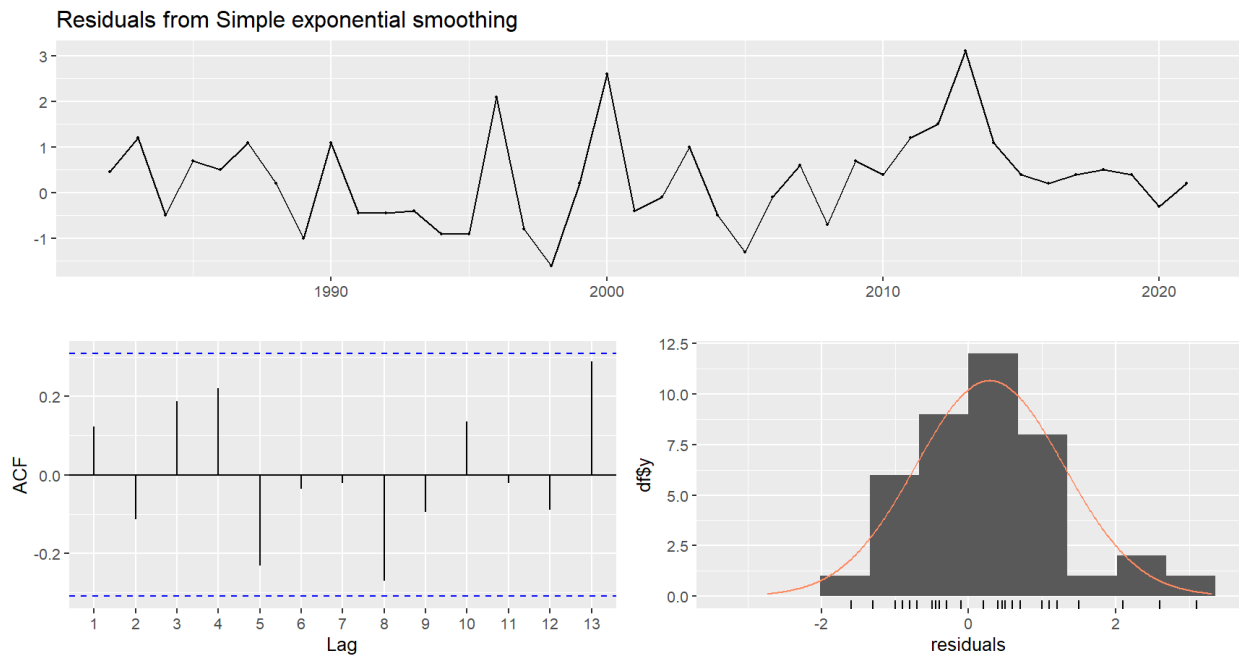 Residuals from Simple exponential smoothing
3
2
1
0
-1
1990 2000 2010 2020
ACF
0.2
0.0
-0.2
1 2 3 4 5 6 7 8 9 10 11 12 13
Lag
df$y
12.5
10.0
7.5
5.0
2.5
0.0
-2 0 2
residuals